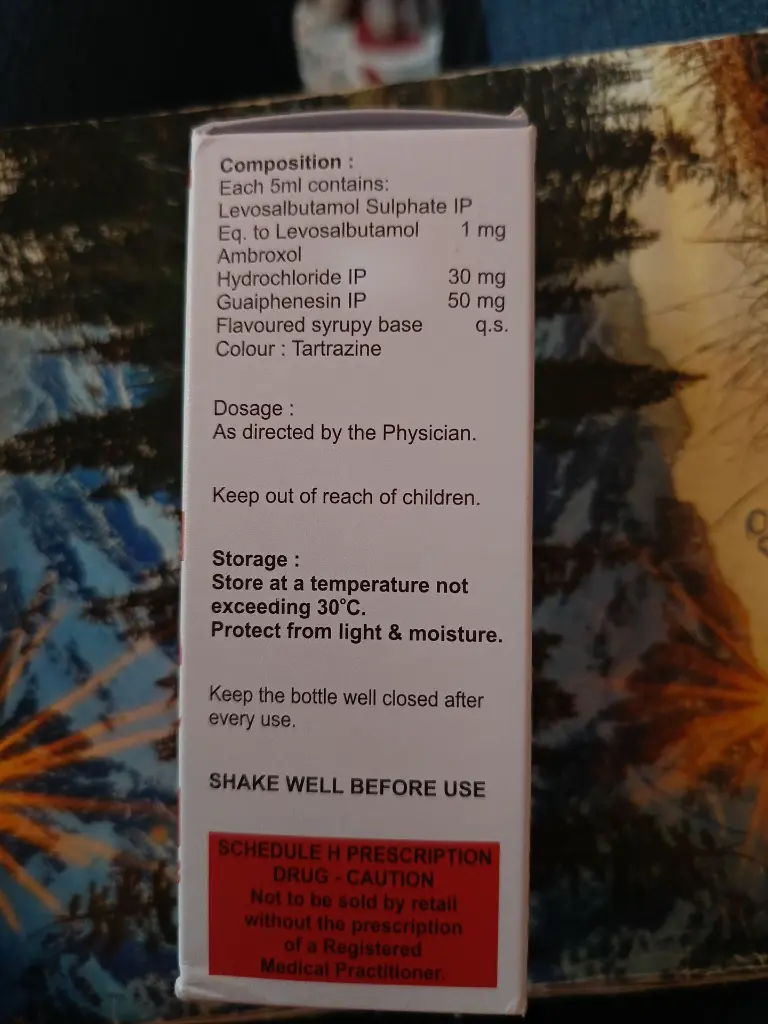 Composition :
Each 5ml contains:
Levosalbutamol Sulphate IP
Eq. to Levosalbutamol 1 mg
Ambroxol
Hydrochloride IP 30 mg
Guaiphenesin IP 50 mg
Flavoured syrupy base q.s.
Colour : Tartrazine
Dosage :
As directed by the Physician.
Keep out of reach of children.
Storage :
Store at a temperature not
exceeding 30°C.
Protect from light & moisture.
Keep the bottle well closed after
every use.
SHAKE WELL BEFORE USE
SCHEDULE H PRESCRIPTION
DRUG - CAUTION
Not to be sold by retail
without the prescription
of a Registered
Medical Practitioner.